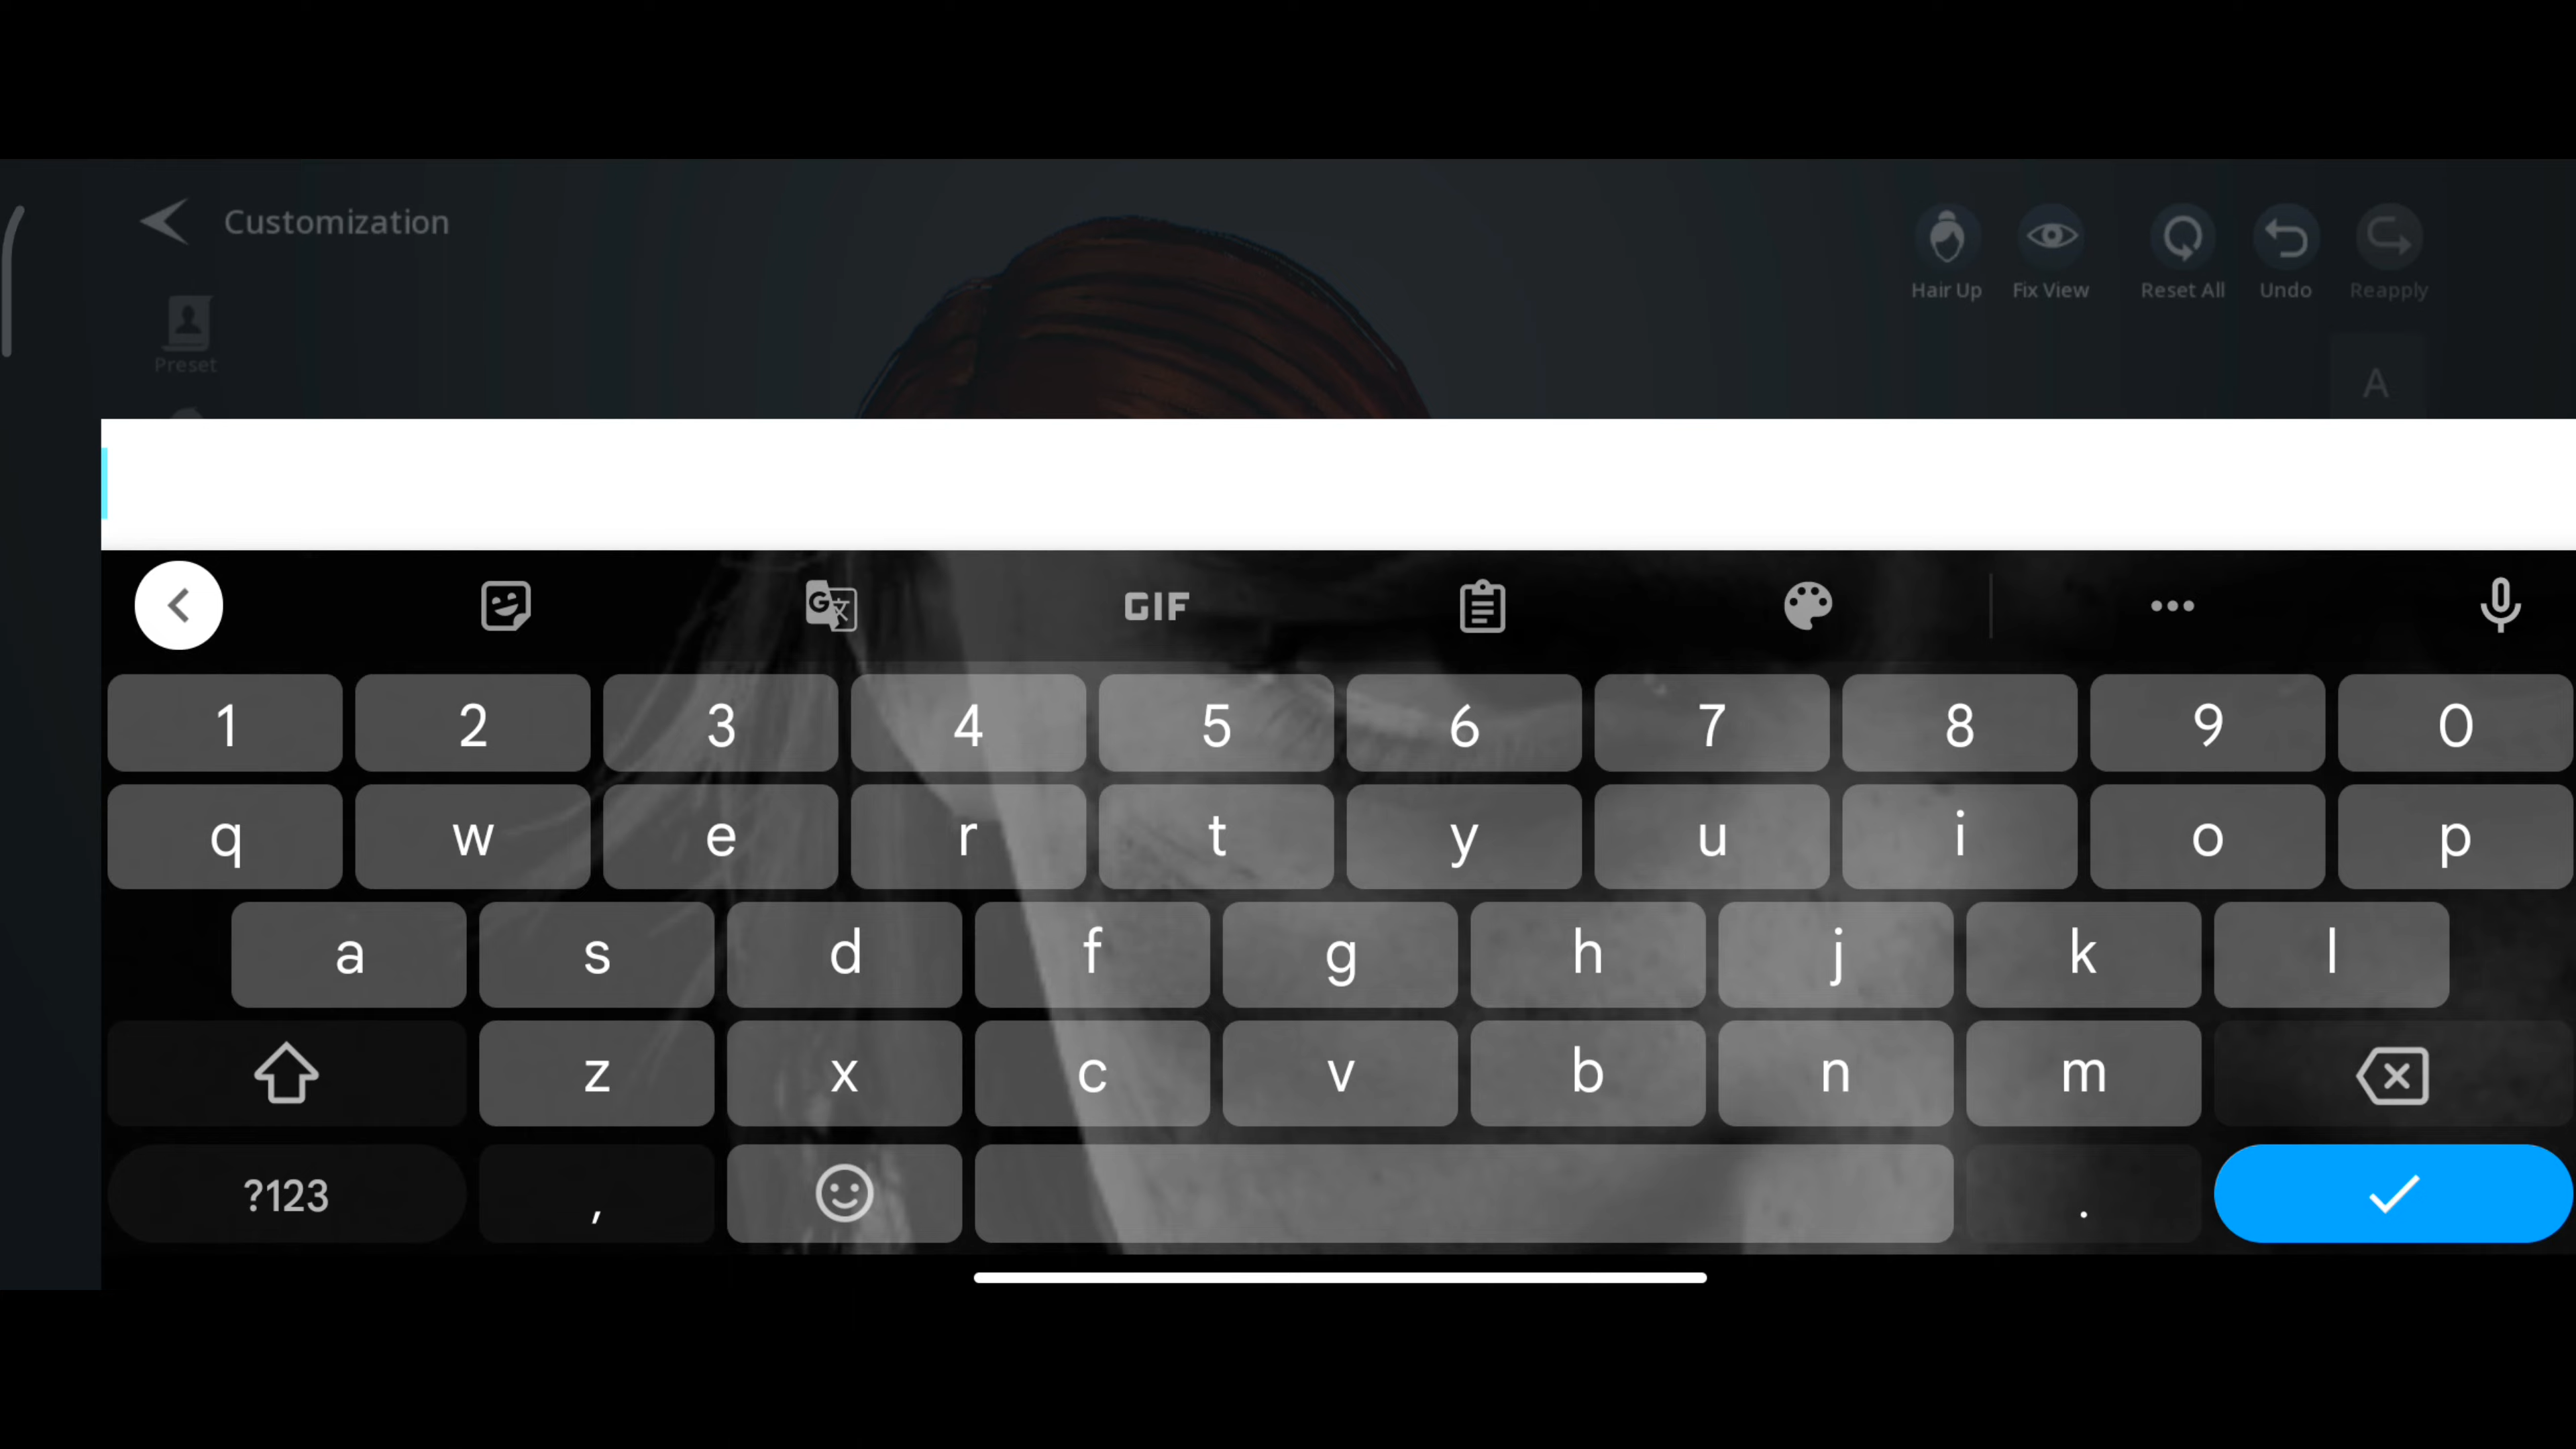 Customization
Hair Up Fix View Reset All Undo Reapply
Preset
A
GIF
1 2 3 4 5 6 7 8 9 0
q w e r t y u i o p
a s d f g h j k l
z x c v b n m
?123 , .